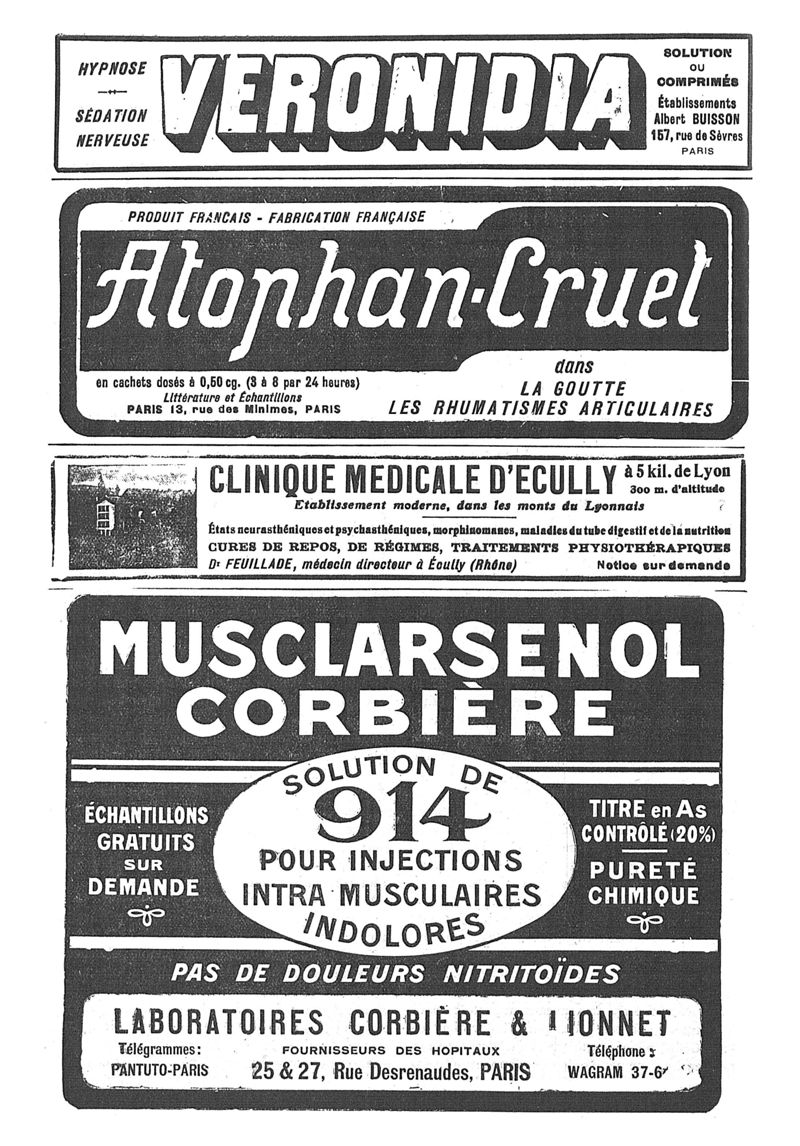 HYPNOSE
SÉDATION
NERVEUSE
VERONIDIA
SOLUTION
OU
COMPRIMÉS
Établissements
Albert BUISSON
157, rue de Sèvres
PARIS
PRODUIT FRANCAIS - FABRICATION FRANÇAISE
Atophan-Cruet
en cachets dosés à 0,50 cg. (3 à 8 par 24 heures)
Littérature et Échantillons
PARIS 13, rue des Minimes, PARIS
dans
LA GOUTTE
LES RHUMATISMES ARTICULAIRES
CLINIQUE MEDICALE D'ECULLY
à 5 kil. de Lyon
300 m. d'altitude
Etablissement moderne, dans les monts du Lyonnais
États neurasthéniques et psychasthéniques, morphinomanes, maladies du tube digestif et de la nutrition
CURES DE REPOS, DE RÉGIMES, TRAITEMENTS PHYSIOTHÉRAPIQUES
Dr FEUILLADE, médecin directeur à Écully (Rhône)
Notice sur demande
MUSCLARSENOL
CORBIÈRE
SOLUTION DE
914
POUR INJECTIONS
INTRA MUSCULAIRES
INDOLORES
ÉCHANTILLONS
GRATUITS
SUR
DEMANDE
TITRE en As
CONTRÔLÉ (20%)
PURETÉ
CHIMIQUE
PAS DE DOULEURS NITRITOÏDES
LABORATOIRES CORBIÈRE & LIONNET
Télégrammes:
PANTUTO-PARIS
FOURNISSEURS DES HOPITAUX
25 & 27, Rue Desrenaudes, PARIS
Téléphone :
WAGRAM